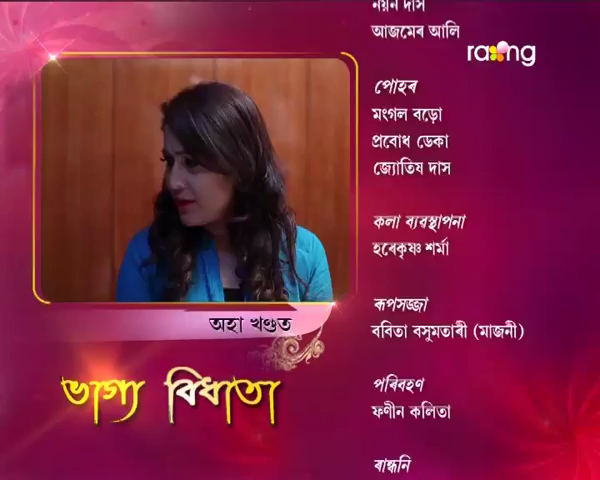 নয়ন দাস
আজমেৰ আলি
rang
পোহৰ
মংগল বড়ো
প্ৰবোধ ডেকা
জ্যোতিষ দাস
কলা ব্যৱস্থাপনা
হৰেকৃষ্ণ শৰ্মা
ৰূপসজ্জা
ববিতা বসুমতাৰী (মাজনী)
পৰিবহণ
ফণীন কলিতা
ৰান্ধনি
অহা খণ্ডত
ভাগ্য বিধাতা